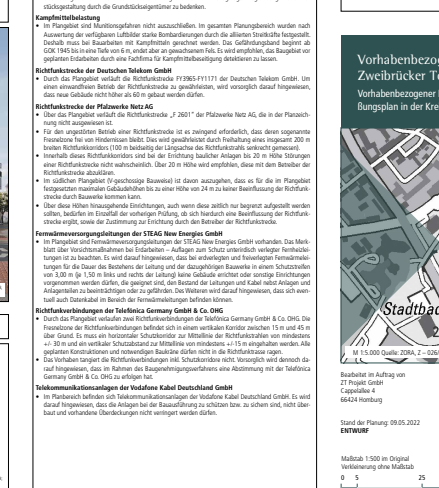 stücksgestaltung durch die Grundstückseigentümer zu bedenken.
Kampfmittelbelastung
• Im Plangebiet sind Munitionsgefahren nicht auszuschließen. Im gesamten Planungsbereich wurden nach
Auswertung der verfügbaren Luftbilder starke Bombardierungen durch die alliierten Streitkräfte festgestellt.
Deshalb muss bei Bauarbeiten mit Kampfmitteln gerechnet werden. Das Gefährdungsband beginnt ab
GOK 1945 bis in eine Tiefe von 6 m, endet aber an gewachsenem Fels. Es wird empfohlen, das Baugebiet vor
geplanten Erdarbeiten durch eine Fachfirma für Kampfmittelbeseitigung detektieren zu lassen.
Richtfunkstrecke der Deutschen Telekom GmbH
• Durch das Plangebiet verläuft die Richtfunkstrecke FY3965-FY1171 der Deutschen Telekom GmbH. Um
einen einwandfreien Betrieb der Richtfunkstrecke zu gewährleisten, wird vorsorglich darauf hingewiesen,
dass neue Gebäude nicht höher als 60 m gebaut werden dürfen.
Richtfunkstrecke der Pfalzwerke Netz AG
• Über das Plangebiet verläuft die Richtfunkstrecke „F 2601" der Pfalzwerke Netz AG, die in der Planzeich-
nung nicht ausgewiesen ist.
• Für den ungestörten Betrieb einer Richtfunkstrecke ist es zwingend erforderlich, dass deren sogenannte
Fresnelzone frei von Hindernissen bleibt. Dies wird gewährleistet durch Freihaltung eines insgesamt 200 m
breiten Richtfunkkorridors (100 m beidseitig der Längsachse des Richtfunkstrahls senkrecht gemessen).
• Innerhalb dieses Richtfunkkorridors sind bei der Errichtung baulicher Anlagen bis 20 m Höhe Störungen
einer Richtfunkstrecke nicht wahrscheinlich. Über 20 m Höhe wird empfohlen, diese mit dem Betreiber der
Richtfunkstrecke abzuklären.
• Im südlichen Plangebiet (V-geschossige Bauweise) ist davon auszugehen, dass es für die im Plangebiet
festgesetzten maximalen Gebäudehöhen bis zu einer Höhe von 24 m zu keiner Beeinflussung der Richtfunk-
strecke durch Bauwerke kommen kann.
• Über diese Höhen hinausgehende Einrichtungen, auch wenn diese zeitlich nur begrenzt aufgestellt werden
sollten, bedürfen im Einzelfall der vorherigen Prüfung, ob sich hierdurch eine Beeinflussung der Richtfunk-
strecke ergibt, sowie der Zustimmung zur Errichtung durch den Betreiber der Richtfunkstrecke.
Fernwärmeversorgungsleitungen der STEAG New Energies GmbH
• Im Plangebiet sind Fernwärmeversorgungsleitungen der STEAG New Energies GmbH vorhanden. Das Merk-
blatt über Vorsichtsmaßnahmen bei Erdarbeiten – Auflagen zum Schutz unterirdisch verlegter Fernheizlei-
tungen ist zu beachten. Es wird darauf hingewiesen, dass bei erdverlegten und freiverlegten Fernwärmelei-
tungen für die Dauer des Bestehens der Leitung und der dazugehörigen Bauwerke in einem Schutzstreifen
von 3,00 m (je 1,50 m links und rechts der Leitung) keine Gebäude errichtet oder sonstige Einrichtungen
vorgenommen werden dürfen, die geeignet sind, den Bestand der Leitungen und Kabel nebst Anlagen und
Anlagenteilen zu beeinträchtigen oder zu gefährden. Des Weiteren wird darauf hingewiesen, dass sich even-
tuell auch Datenkabel im Bereich der Fernwärmeleitungen befinden können.
Richtfunkverbindungen der Telefónica Germany GmbH & Co. OHG
• Durch das Plangebiet verlaufen zwei Richtfunkverbindungen der Telefónica Germany GmbH & Co. OHG. Die
Fresnelzone der Richtfunkverbindungen befindet sich in einem vertikalen Korridor zwischen 15 m und 45 m
über Grund. Es muss ein horizontaler Schutzkorridor zur Mittellinie der Richtfunkstrahlen von mindestens
+/- 30 m und ein vertikaler Schutzabstand zur Mittellinie von mindestens +/-15 m eingehalten werden. Alle
geplanten Konstruktionen und notwendigen Baukräne dürfen nicht in die Richtfunktrasse ragen.
• Das Vorhaben tangiert die Richtfunkverbindungen inkl. Schutzkorridore nicht. Vorsorglich wird dennoch da-
rauf hingewiesen, dass im Rahmen des Baugenehmigungsverfahrens eine Abstimmung mit der Telefónica
Germany GmbH & Co. OHG zu erfolgen hat.
Telekommunikationsanlagen der Vodafone Kabel Deutschland GmbH
• Im Planbereich befinden sich Telekommunikationsanlagen der Vodafone Kabel Deutschland GmbH. Es wird
darauf hingewiesen, dass die Anlagen bei der Bauausführung zu schützen bzw. zu sichern sind, nicht über-
baut und vorhandene Überdeckungen nicht verringert werden dürfen.
Vorhabenbezog
Zweibrücker To
Vorhabenbezogener
ßungsplan in der Kre
Stadtbad
M 1:5.000 Quelle: ZORA, Z – 026/
Bearbeitet im Auftrag von
ZT Projekt GmbH
Cappelallee 4
66424 Homburg
Stand der Planung: 09.05.2022
ENTWURF
Maßstab 1:500 im Original
Verkleinerung ohne Maßstab
0 5 25